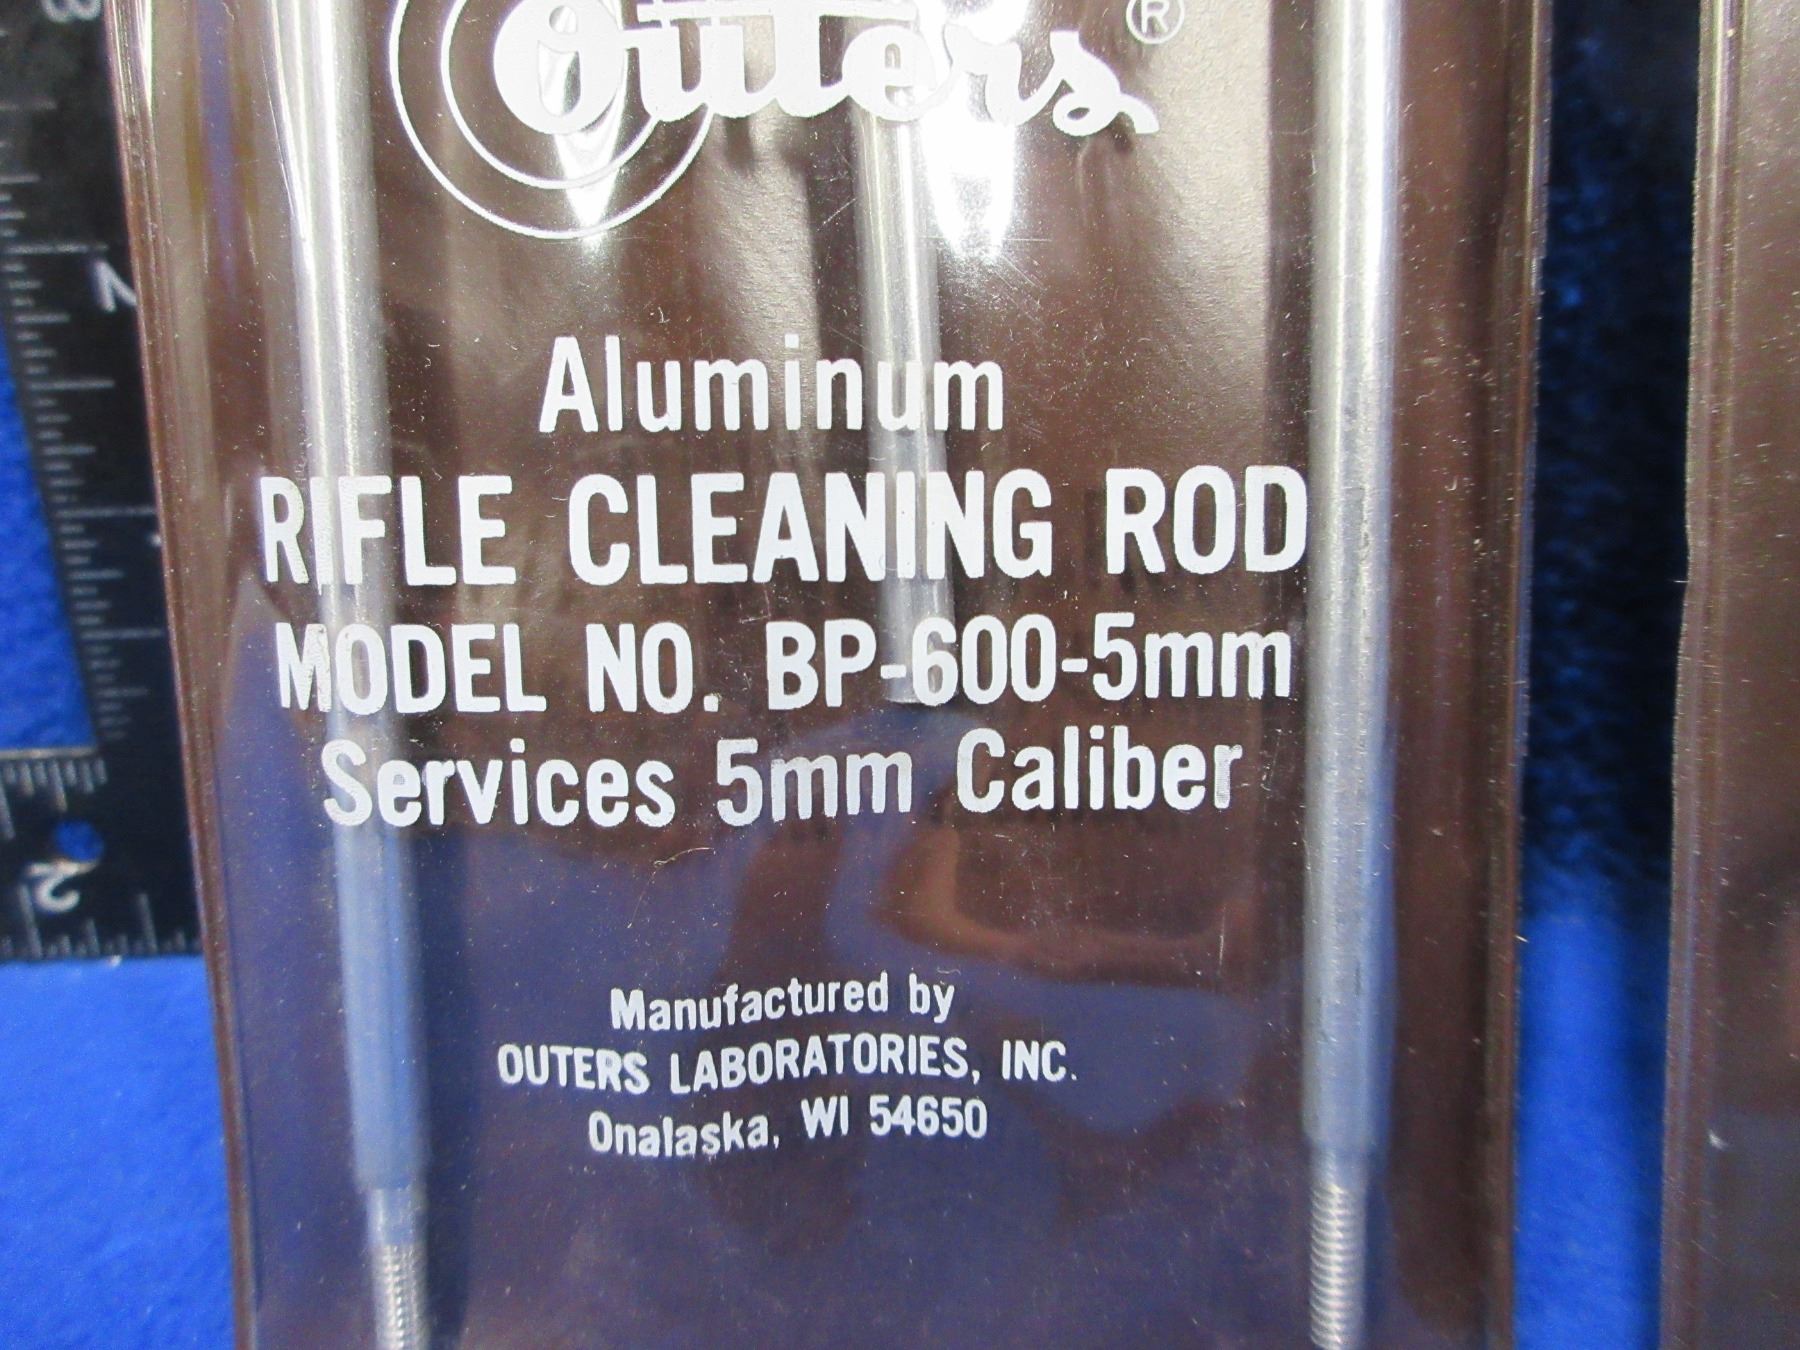 Outers ®
Aluminum
RIFLE CLEANING ROD
MODEL NO. BP-600-5mm
Services 5mm Caliber
Manufactured by
OUTERS LABORATORIES, INC.
Onalaska, WI 54650
2